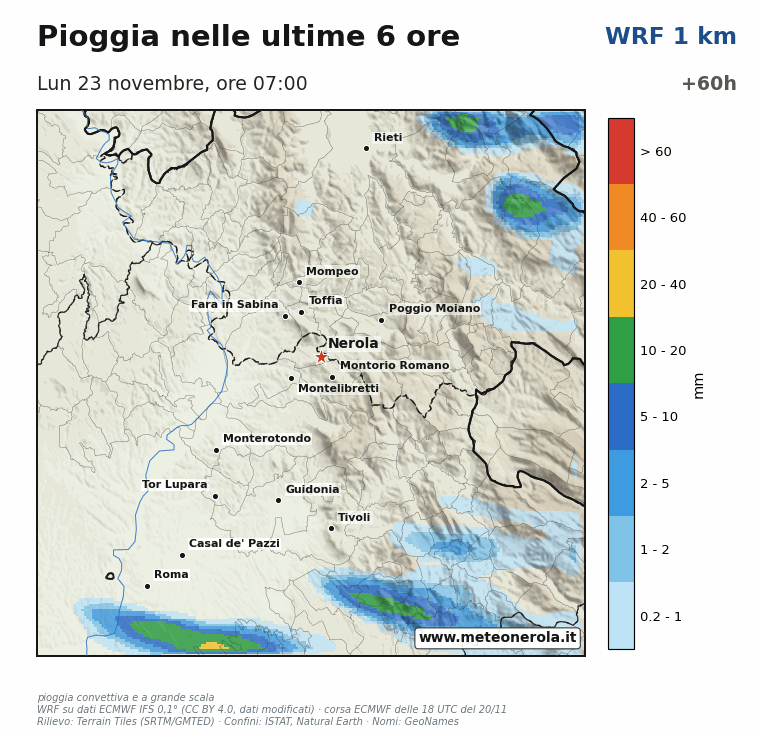 Pioggia nelle ultime 6 ore
WRF 1 km
Lun 23 novembre, ore 07:00
+60h
Rieti
Mompeo
Fara in Sabina
Toffia
Poggio Moiano
Nerola
Montorio Romano
Montelibretti
Monterotondo
Tor Lupara
Guidonia
Tivoli
Casal de' Pazzi
Roma
www.meteonerola.it
> 60
40 - 60
20 - 40
10 - 20
5 - 10
2 - 5
1 - 2
0.2 - 1
mm
pioggia convettiva e a grande scala
WRF su dati ECMWF IFS 0,1° (CC BY 4.0, dati modificati) · corsa ECMWF delle 18 UTC del 20/11
Rilievo: Terrain Tiles (SRTM/GMTED) · Confini: ISTAT, Natural Earth · Nomi: GeoNames